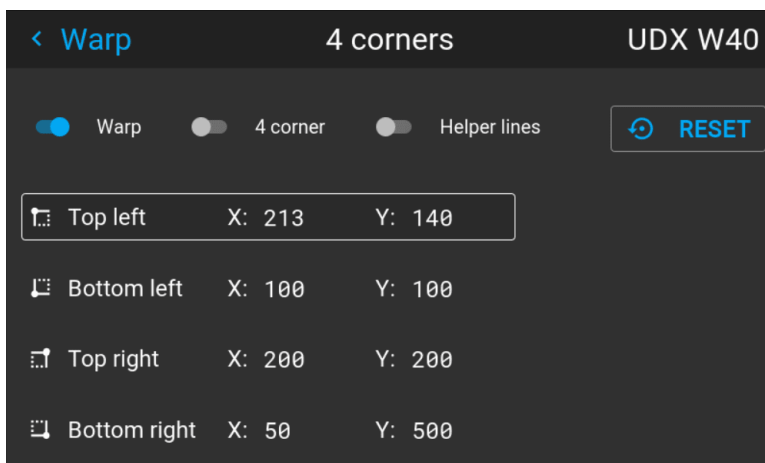 Warp 4 corners UDX W40
Warp 4 corner Helper lines RESET
Top left X: 213 Y: 140
Bottom left X: 100 Y: 100
Top right X: 200 Y: 200
Bottom right X: 50 Y: 500